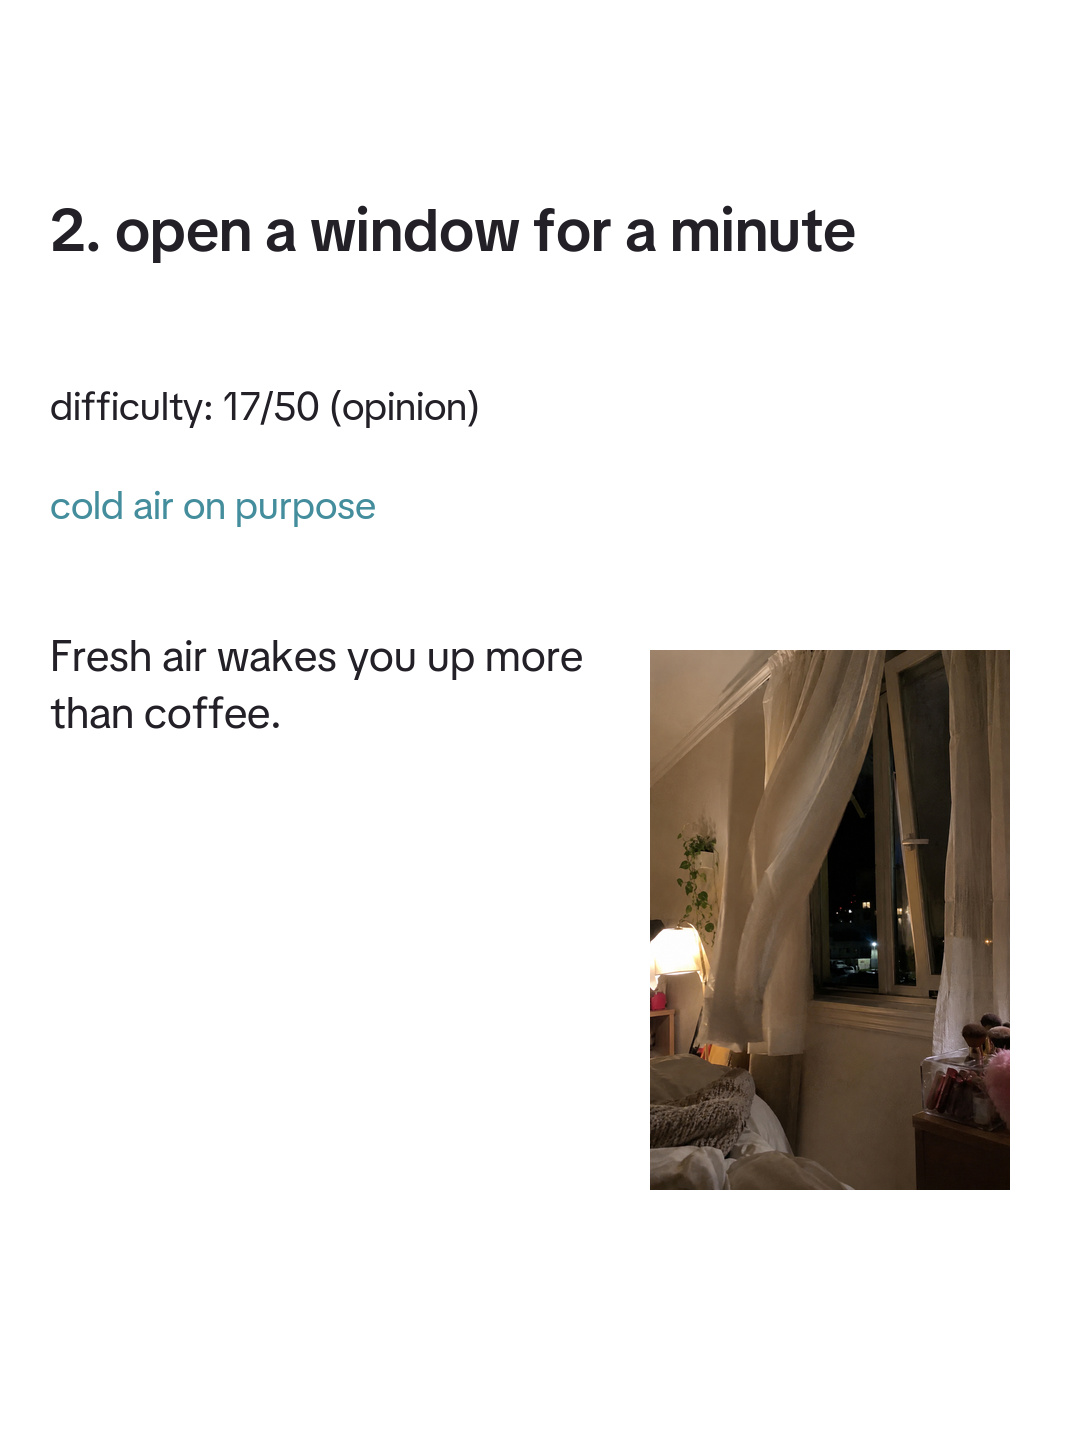 2. open a window for a minute
difficulty: 17/50 (opinion)
cold air on purpose
Fresh air wakes you up more
than coffee.